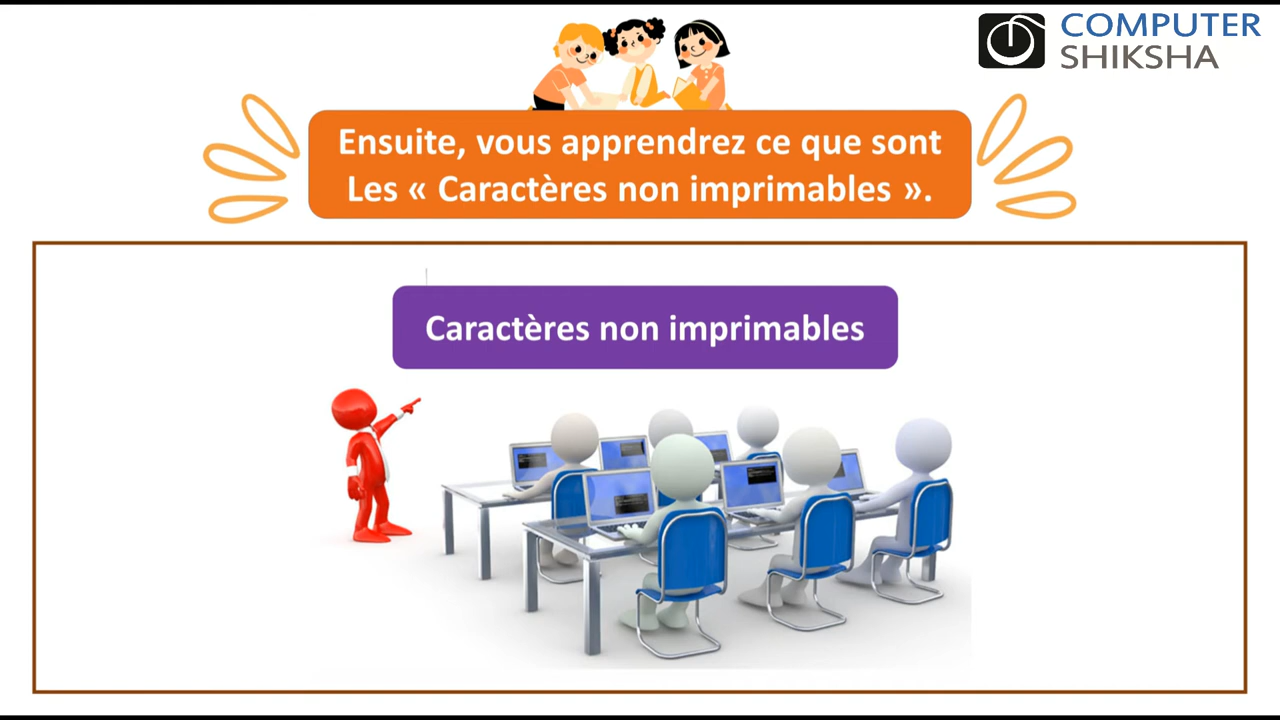 COMPUTER
SHIKSHA
Ensuite, vous apprendrez ce que sont
Les « Caractères non imprimables ».
Caractères non imprimables